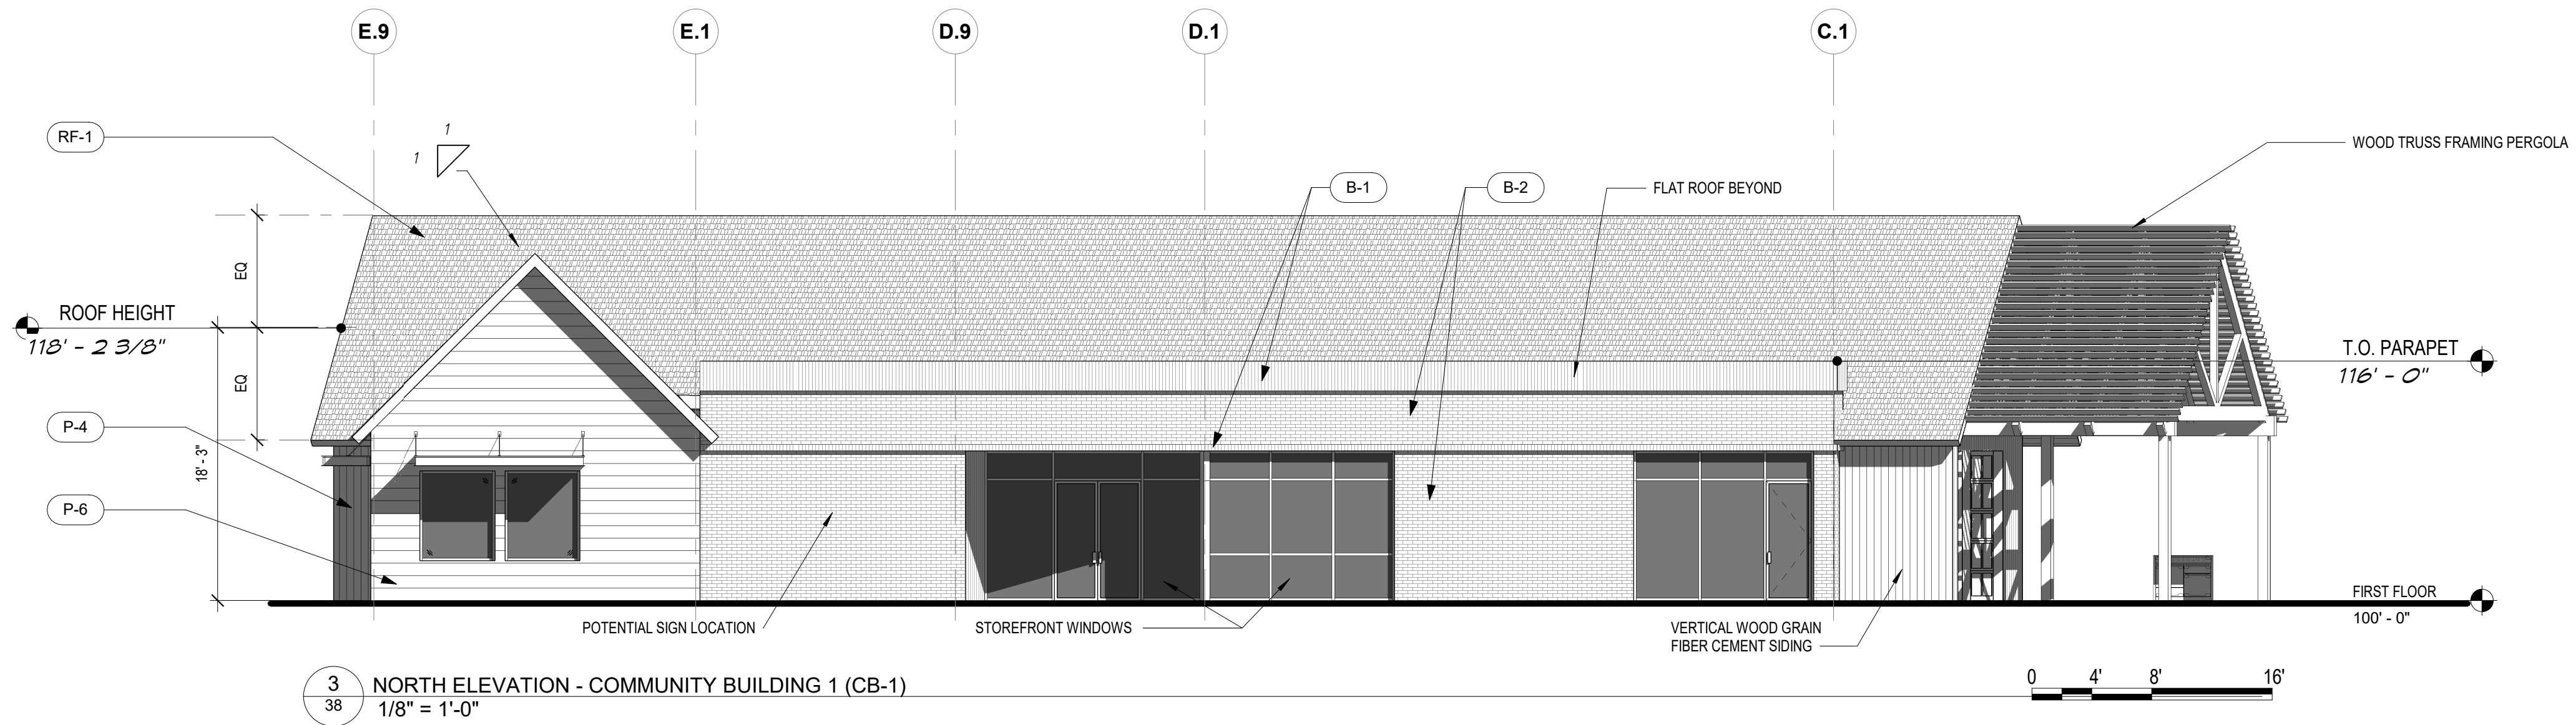 E.9
E.1
D.9
D.1
C.1
RF-1
1
1
WOOD TRUSS FRAMING PERGOLA
B-1
B-2
FLAT ROOF BEYOND
EQ
ROOF HEIGHT
118' - 2 3/8"
T.O. PARAPET
116' - 0"
EQ
P-4
18' - 3"
P-6
FIRST FLOOR
100' - 0"
POTENTIAL SIGN LOCATION
STOREFRONT WINDOWS
VERTICAL WOOD GRAIN
FIBER CEMENT SIDING
3
38
NORTH ELEVATION - COMMUNITY BUILDING 1 (CB-1)
1/8" = 1'-0"
0 4' 8' 16'